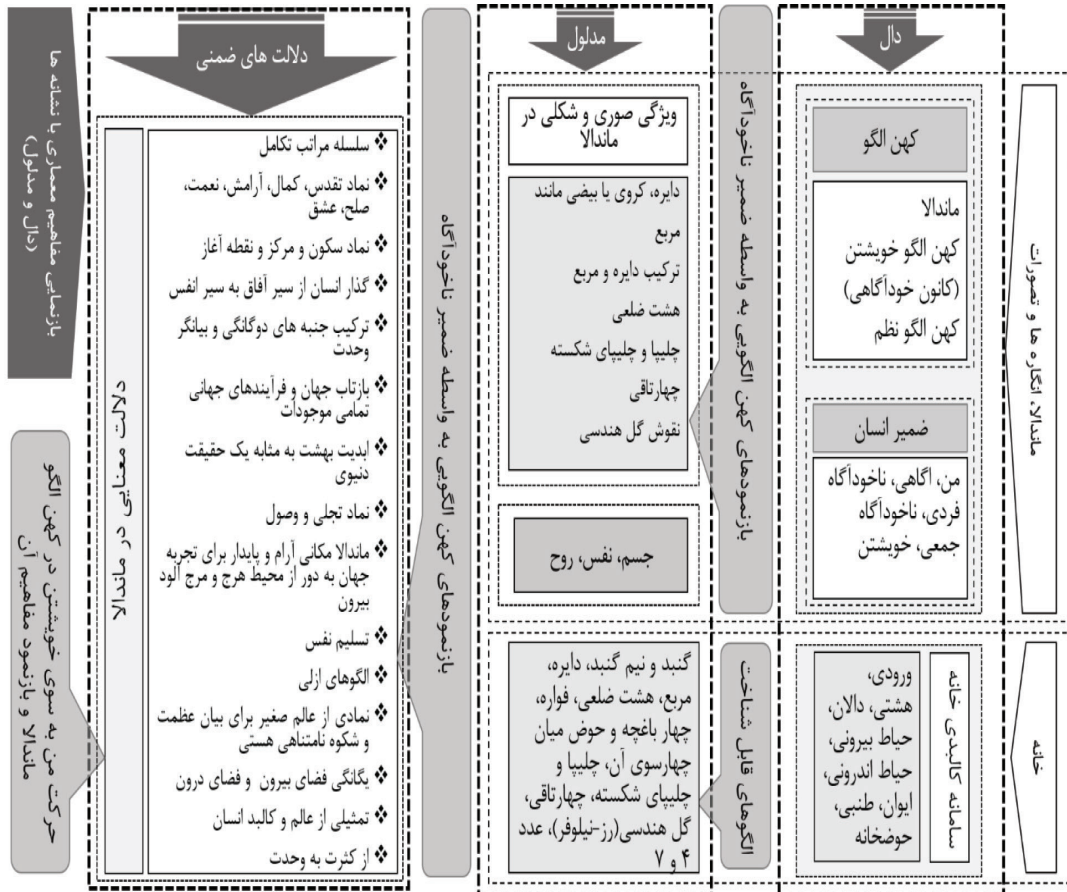 ماندالا، انگاره ها و تصورات
خانه
دال
کهن الگو
ماندالا
کهن الگو خویشتن
(کانون خودآگاهی)
کهن الگو نظم
ضمیر انسان
من، اگاهی، ناخودآگاه
فردی، ناخودآگاه
جمعی، خویشتن
سامانه کالبدی خانه
ورودی،
هشتی، دالان،
حیاط بیرونی،
حیاط اندرونی،
ایوان، طنبی،
حوضخانه
بازنمودهای کهن الگویی به واسطه ضمیر ناخودآگاه
الگوهای قابل شناخت
مدلول
ویژگی صوری و شکلی در
ماندالا
دایره، کروی یا بیضی مانند
مربع
ترکیب دایره و مربع
هشت ضلعی
چلیپا و چلیپای شکسته
چهارتاقی
نقوش گل هندسی
جسم، نفس، روح
گنبد و نیم گنبد، دایره،
مربع، هشت ضلعی، فواره،
چهار باغچه و حوض میان
چهارسوی آن، چلیپا و
چلیپای شکسته، چهارتاقی،
گل هندسی(رز-نیلوفر)، عدد
۴ و ۷
بازنمودهای کهن الگویی به واسطه ضمیر ناخودآگاه
دلالت های ضمنی
❖ سلسله مراتب تکامل
❖ نماد تقدس، کمال، آرامش، نعمت،
صلح، عشق
❖ نماد سکون و مرکز و نقطه آغاز
❖ گذار انسان از سیر آفاق به سیر انفس
❖ ترکیب جنبه های دوگانگی و بیانگر
وحدت
❖ بازتاب جهان و فرآیندهای جهانی
تمامی موجودات
❖ ابدیت بهشت به مثابه یک حقیقت
دنیوی
❖ نماد تجلی و وصول
❖ ماندالا مکانی آرام و پایدار برای تجربه
جهان به دور از محیط هرج و مرج آلود
بیرون
❖ تسلیم نفس
❖ الگوهای ازلی
❖ نمادی از عالم صغیر برای بیان عظمت
و شکوه نامتناهی هستی
❖ یگانگی فضای بیرون و فضای درون
❖ تمثیلی از عالم و کالبد انسان
❖ از کثرت به وحدت
دلالت معنایی در ماندالا
بازنمایی مفاهیم معماری با نشانه ها
(دال و مدلول)
حرکت من به سوی خویشتن در کهن الگو
ماندالا و بازنمود مفاهیم آن